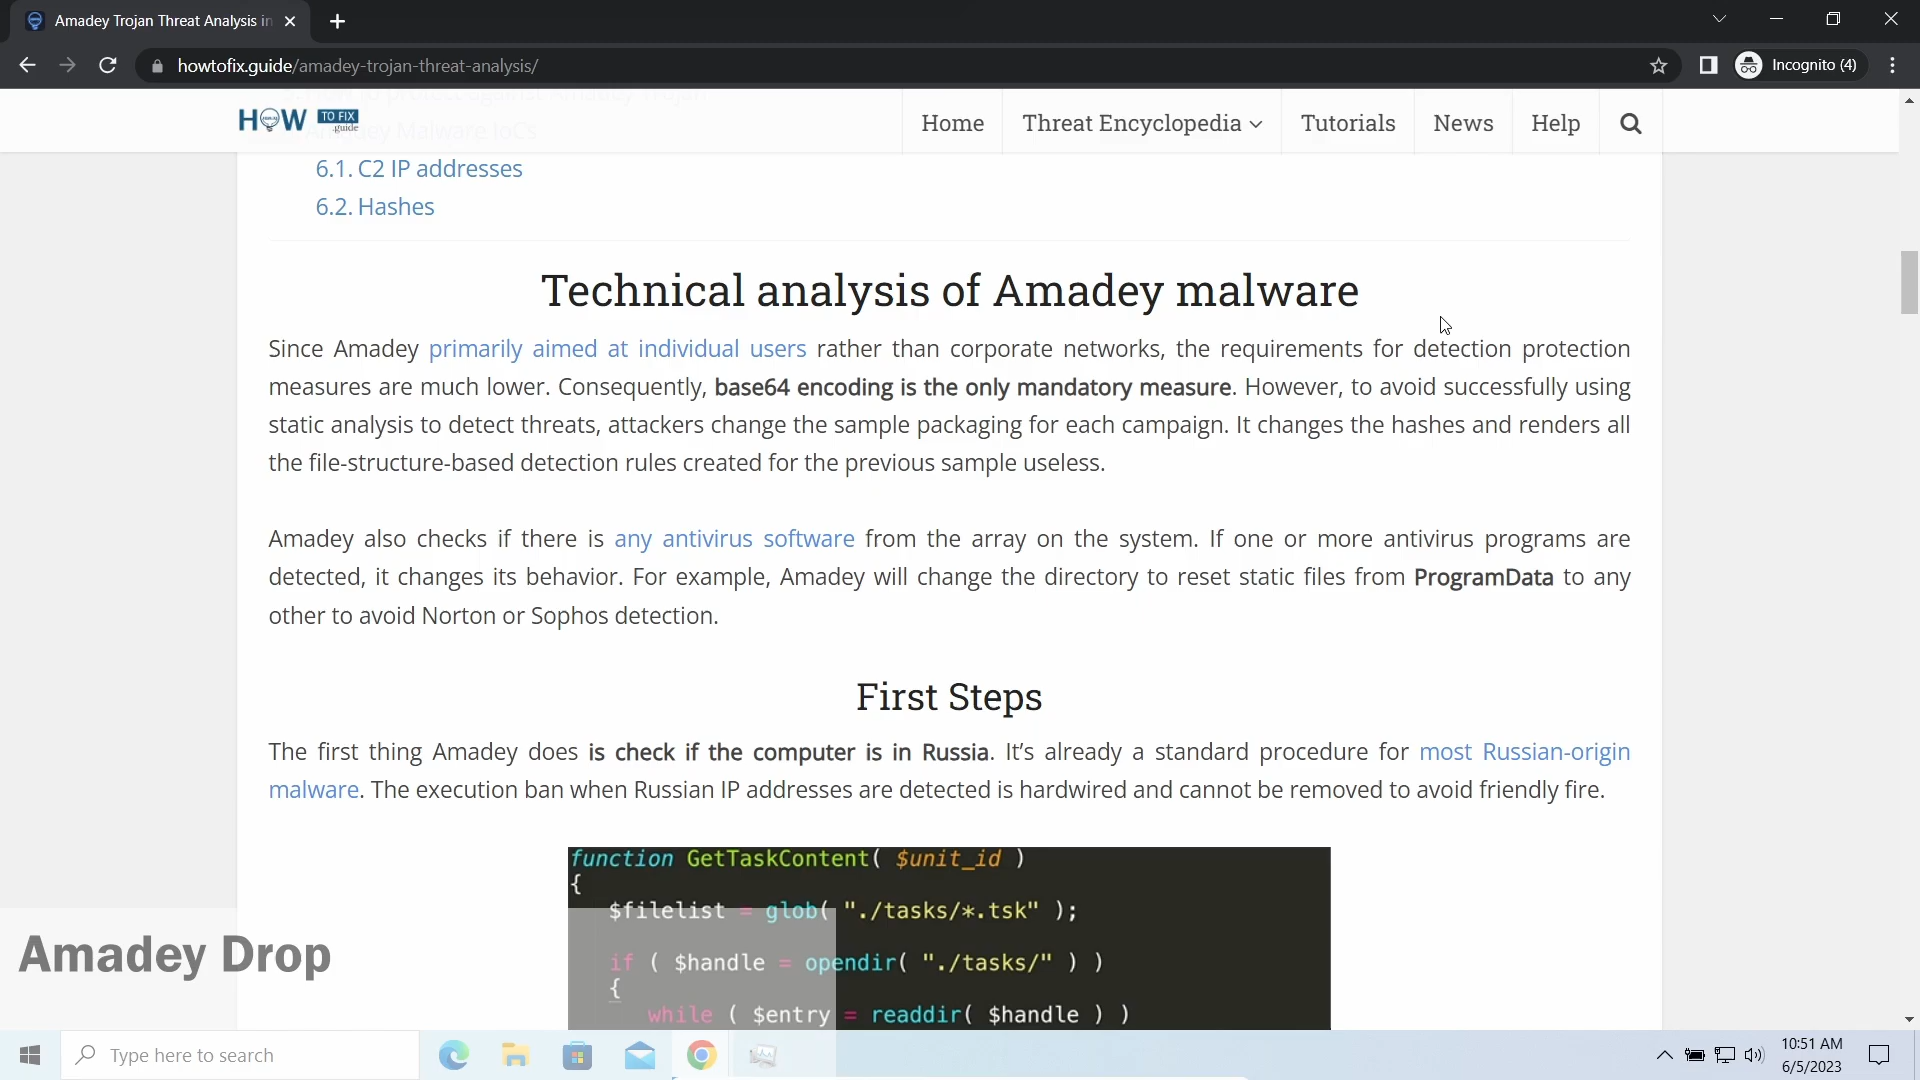 Amadey Trojan Threat Analysis in
howtofix.guide/amadey-trojan-threat-analysis/
Incognito (4)
HOW TO FIX .guide
Home
Threat Encyclopedia
Tutorials
News
Help
6.1. C2 IP addresses
6.2. Hashes
Technical analysis of Amadey malware
Since Amadey primarily aimed at individual users rather than corporate networks, the requirements for detection protection
measures are much lower. Consequently, base64 encoding is the only mandatory measure. However, to avoid successfully using
static analysis to detect threats, attackers change the sample packaging for each campaign. It changes the hashes and renders all
the file-structure-based detection rules created for the previous sample useless.
Amadey also checks if there is any antivirus software from the array on the system. If one or more antivirus programs are
detected, it changes its behavior. For example, Amadey will change the directory to reset static files from ProgramData to any
other to avoid Norton or Sophos detection.
First Steps
The first thing Amadey does is check if the computer is in Russia. It’s already a standard procedure for most Russian-origin
malware. The execution ban when Russian IP addresses are detected is hardwired and cannot be removed to avoid friendly fire.
function GetTaskContent( $unit_id )
{
$filelist = glob( "./tasks/*.tsk" );
if ( $handle = opendir( "./tasks/" ) )
{
while ( $entry = readdir( $handle ) )
Amadey Drop
Type here to search
10:51 AM
6/5/2023